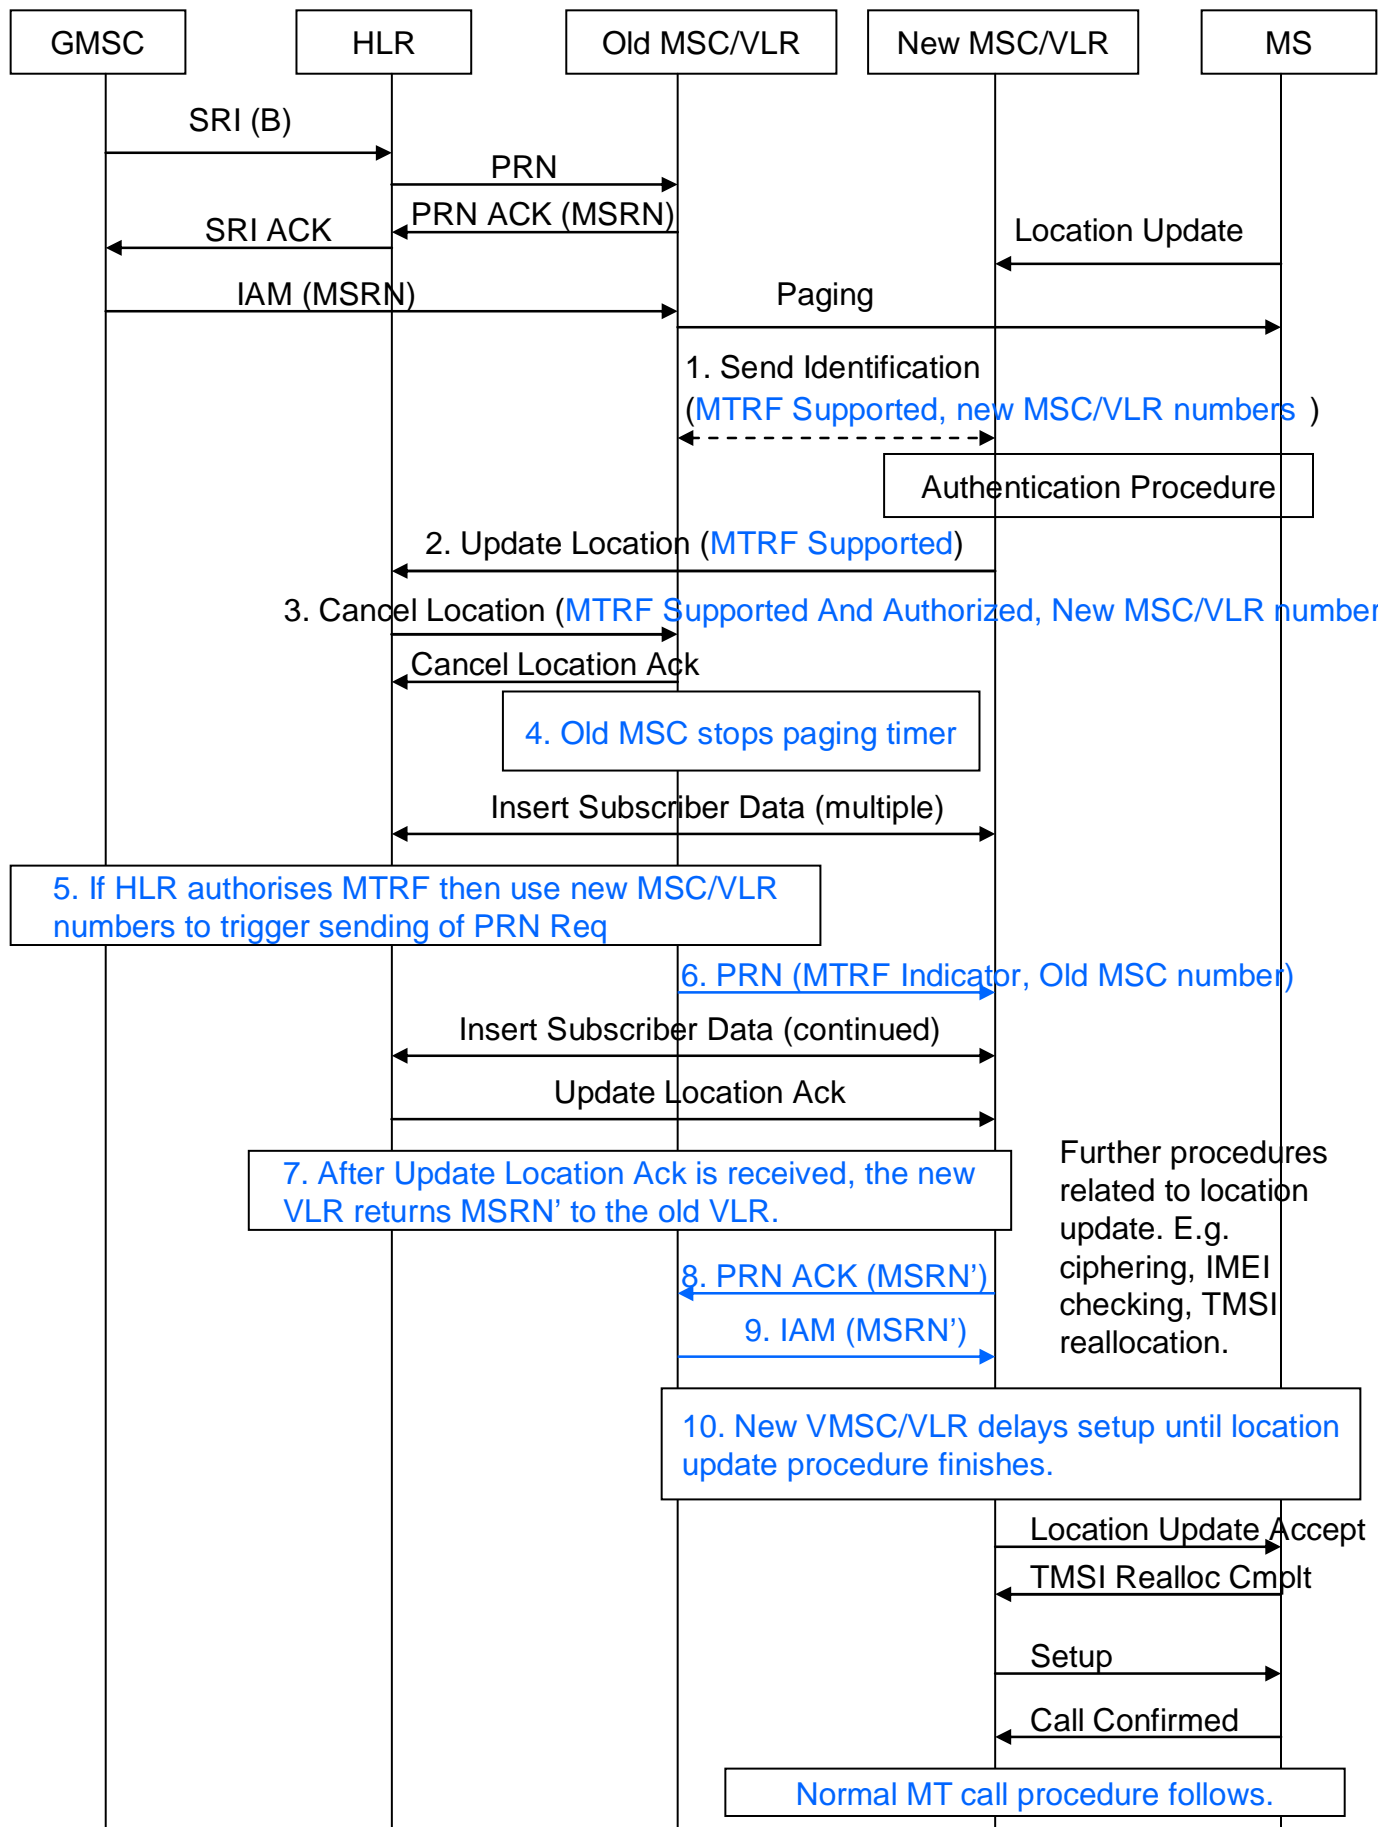 GMSC
HLR
Old MSC/VLR
New MSC/VLR
MS
SRI (B)
PRN
PRN ACK (MSRN)
SRI ACK
Location Update
IAM (MSRN)
Paging
1. Send Identification
(MTRF Supported, new MSC/VLR numbers )
Authentication Procedure
2. Update Location (MTRF Supported)
3. Cancel Location (MTRF Supported And Authorized, New MSC/VLR number
Cancel Location Ack
4. Old MSC stops paging timer
Insert Subscriber Data (multiple)
5. If HLR authorises MTRF then use new MSC/VLR
numbers to trigger sending of PRN Req
6. PRN (MTRF Indicator, Old MSC number)
Insert Subscriber Data (continued)
Update Location Ack
7. After Update Location Ack is received, the new
VLR returns MSRN’ to the old VLR.
Further procedures
related to location
update. E.g.
ciphering, IMEI
checking, TMSI
reallocation.
8. PRN ACK (MSRN’)
9. IAM (MSRN’)
10. New VMSC/VLR delays setup until location
update procedure finishes.
Location Update Accept
TMSI Realloc Cmplt
Setup
Call Confirmed
Normal MT call procedure follows.